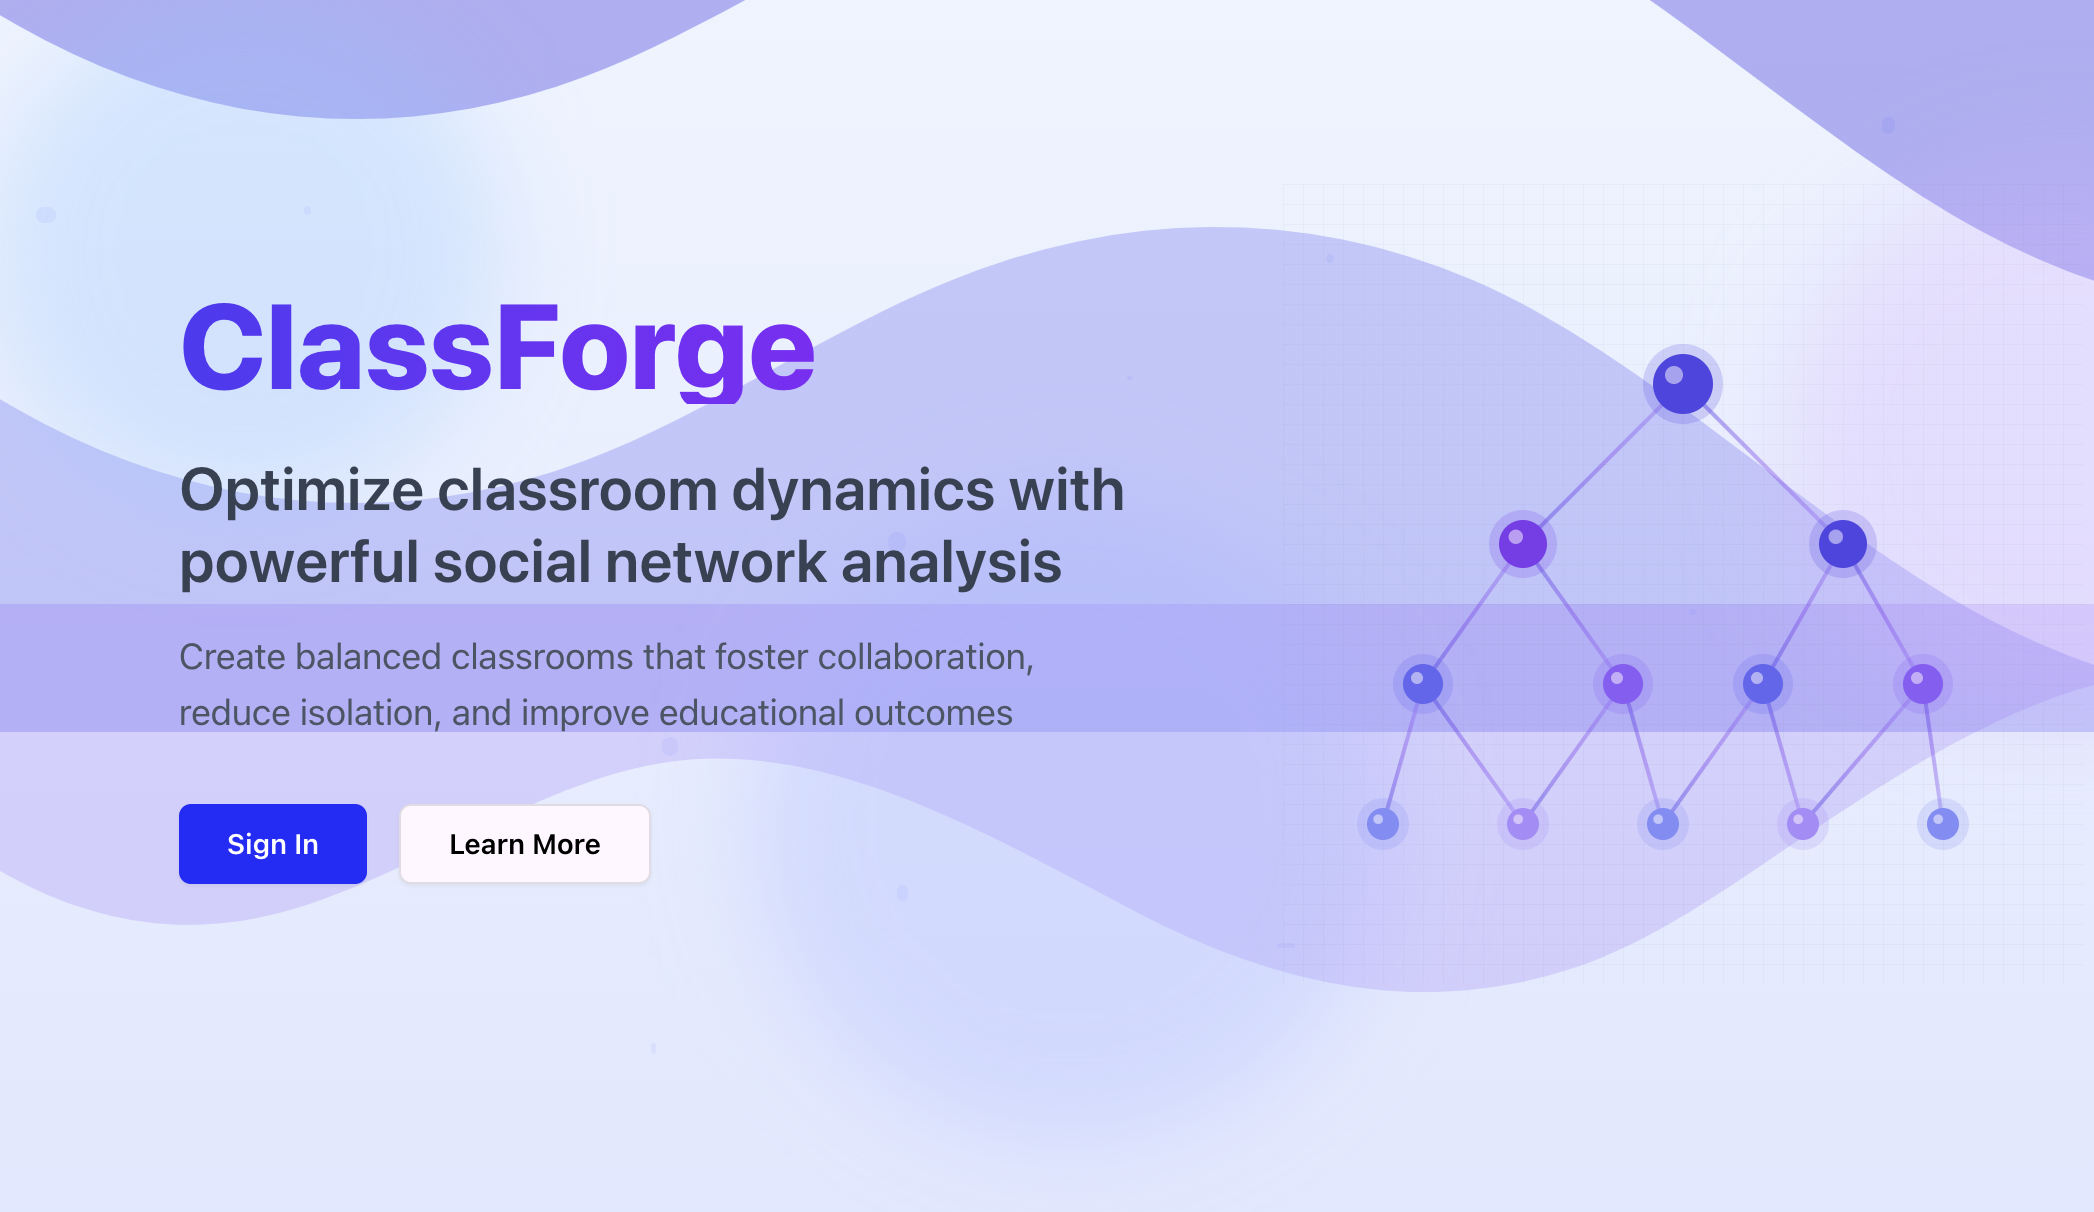 ClassForge
Optimize classroom dynamics with
powerful social network analysis
Create balanced classrooms that foster collaboration,
reduce isolation, and improve educational outcomes
Sign In
Learn More